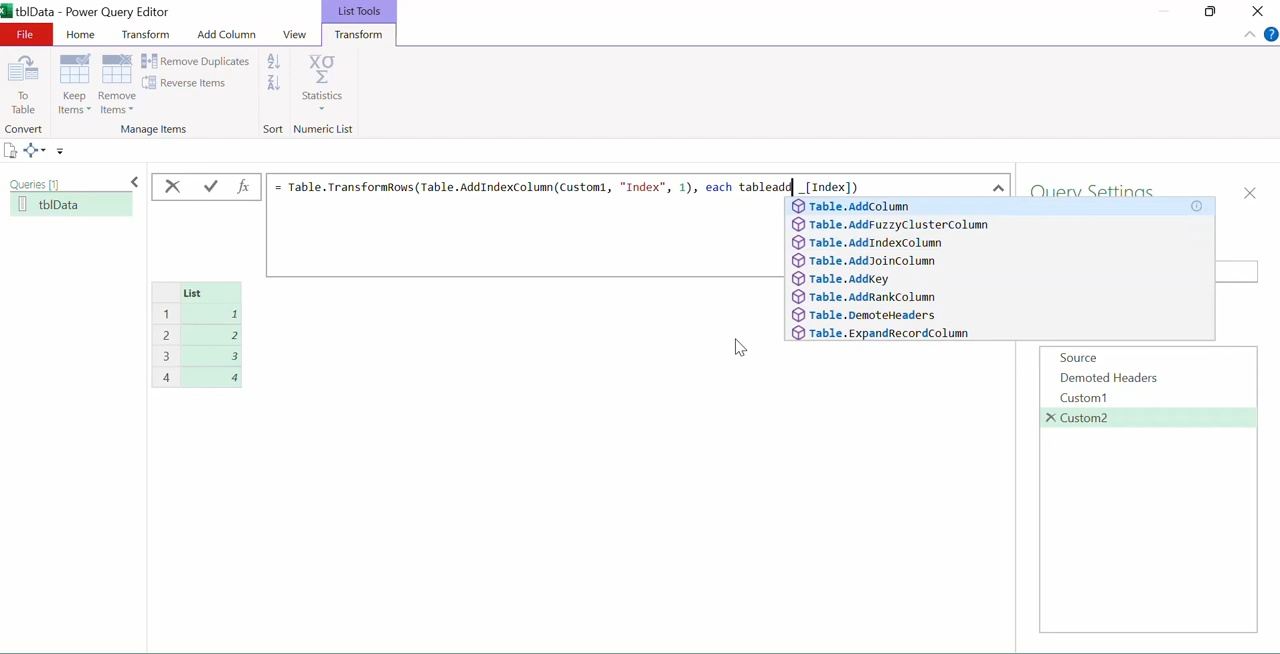 tblData - Power Query Editor
List Tools
File
Home
Transform
Add Column
View
Transform
To Table
Keep Items
Remove Items
Remove Duplicates
Reverse Items
Statistics
Convert
Manage Items
Sort
Numeric List
Queries [1]
tblData
= Table.TransformRows(Table.AddIndexColumn(Custom1, "Index", 1), each tableadd _[Index])
Table.AddColumn
Table.AddFuzzyClusterColumn
Table.AddIndexColumn
Table.AddJoinColumn
Table.AddKey
Table.AddRankColumn
Table.DemoteHeaders
Table.ExpandRecordColumn
List
1 1
2 2
3 3
4 4
Query Settings
Source
Demoted Headers
Custom1
Custom2